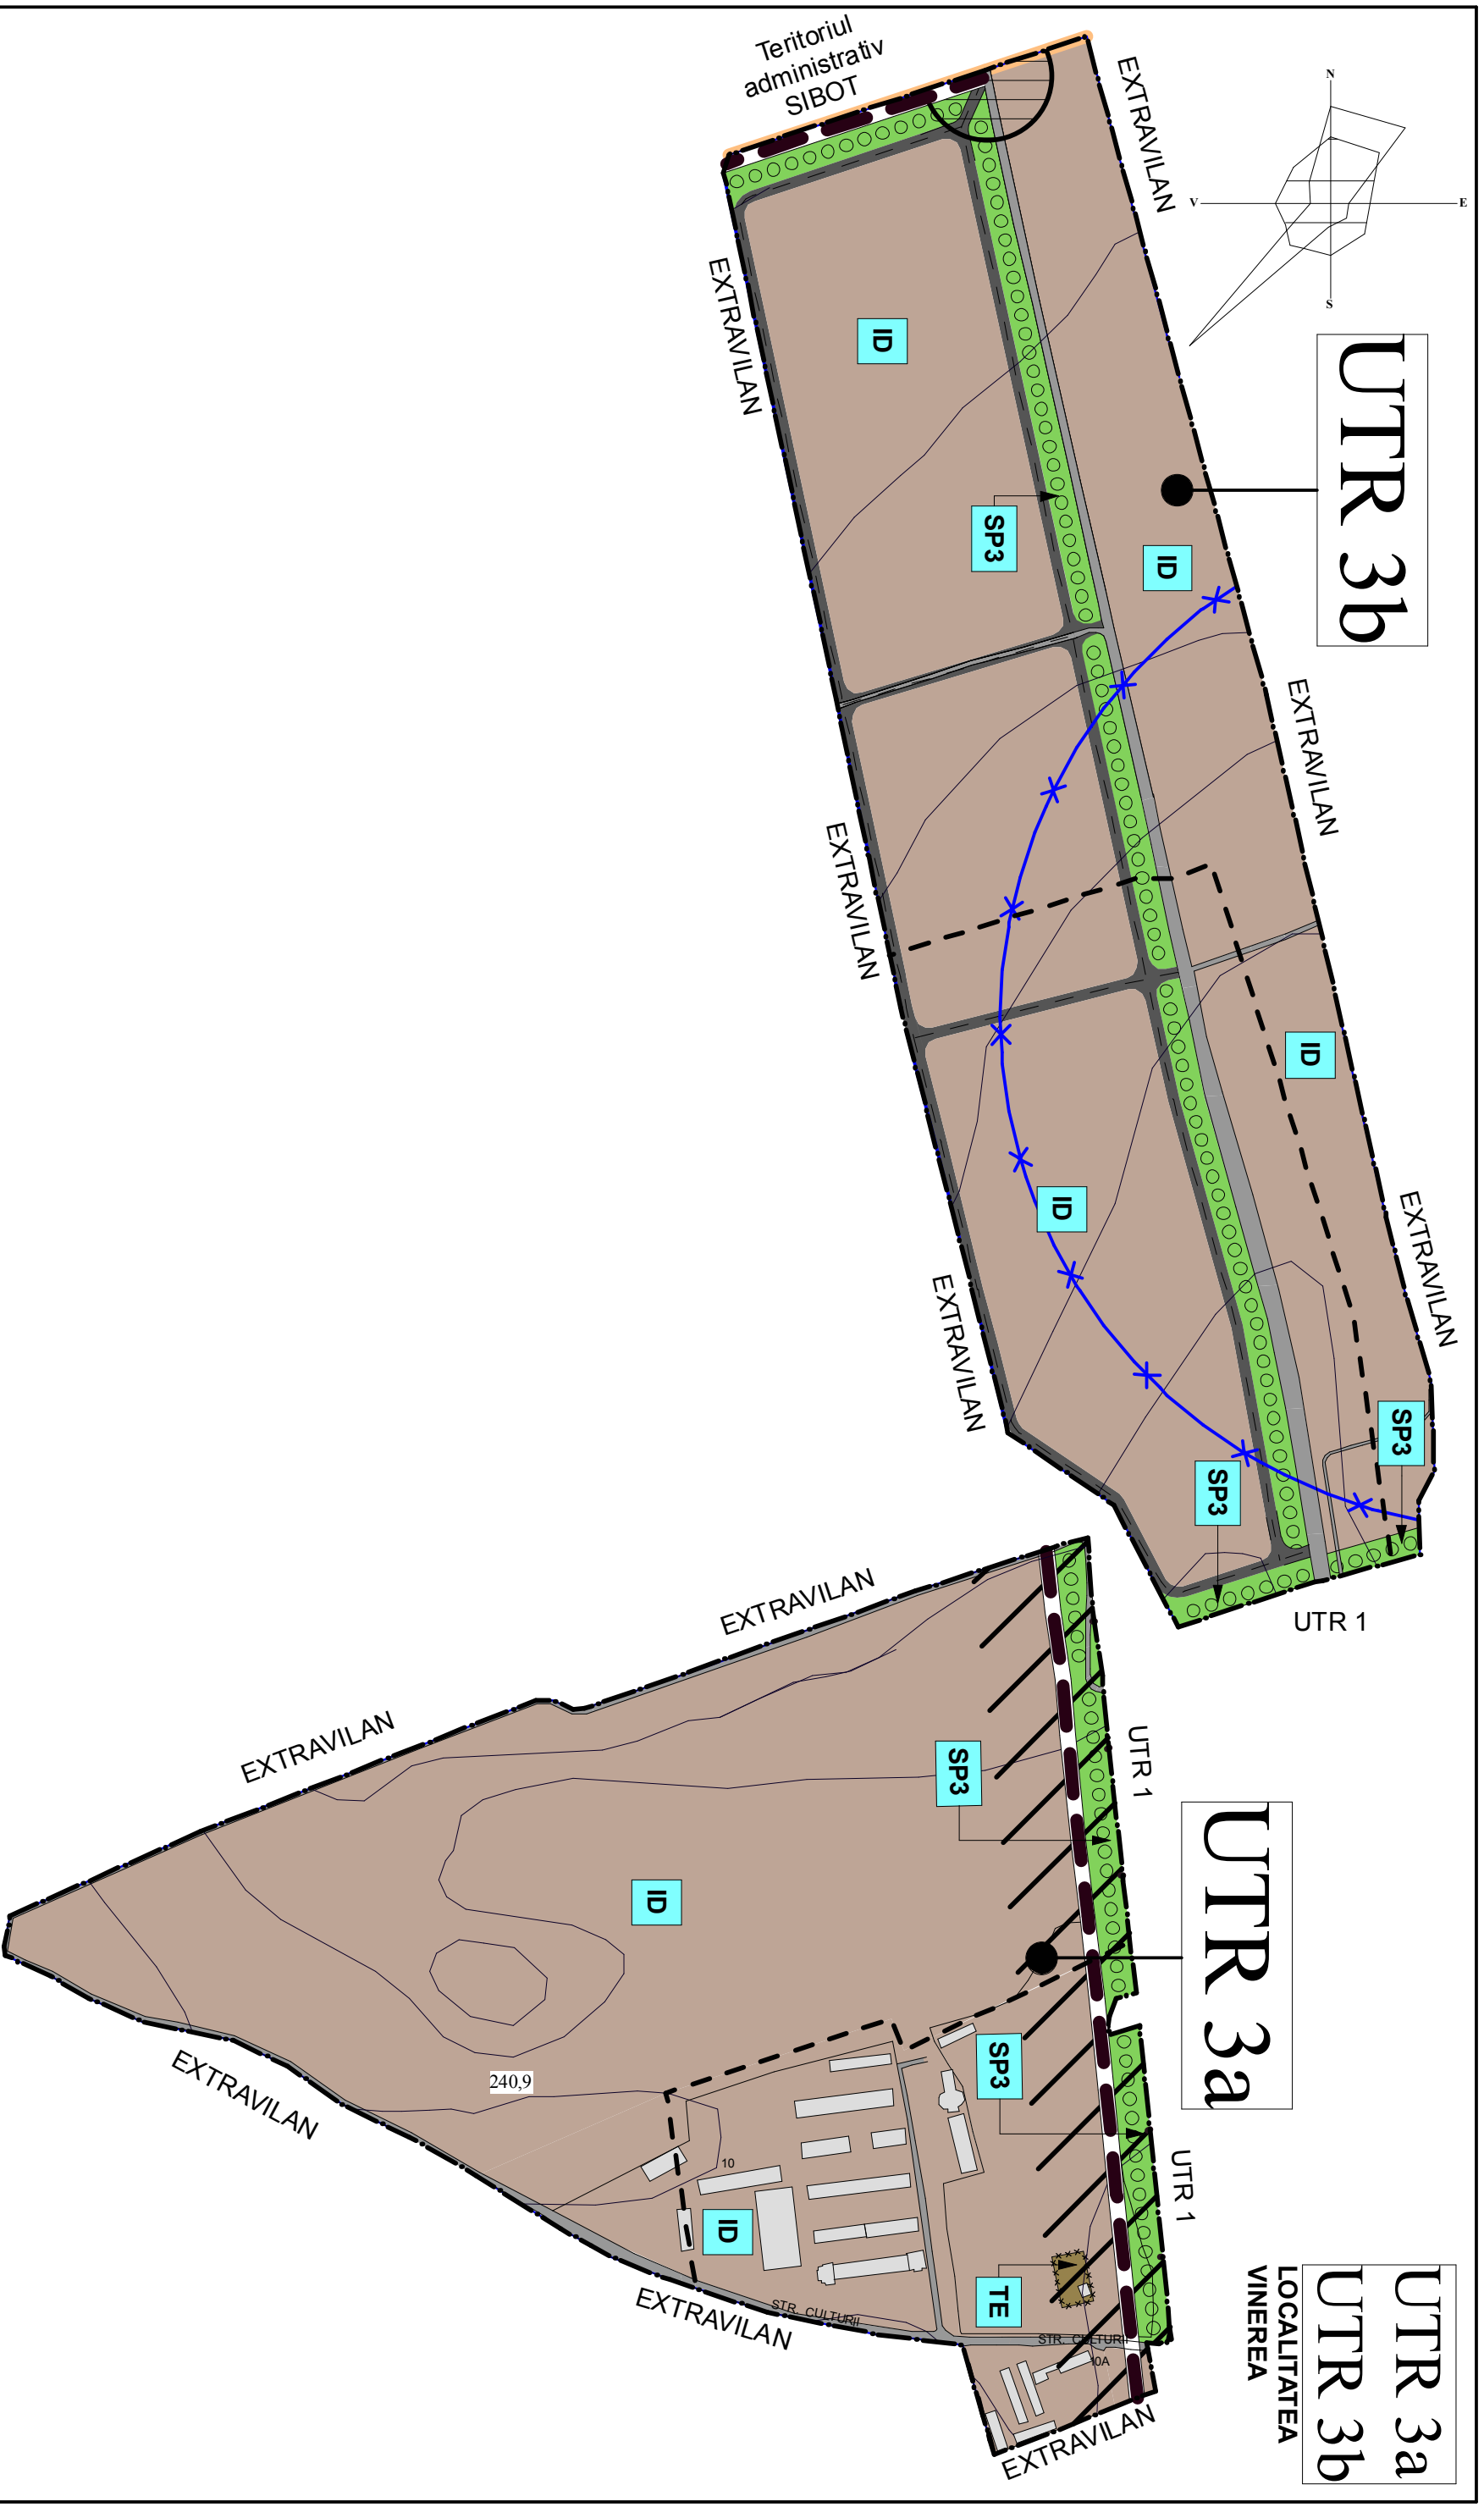 UTR 3a
UTR 3b
LOCALITATEA
VINEREA
N
E
S
V
UTR 3b
Teritoriul
administrativ
SIBOT
EXTRAVILAN
EXTRAVILAN
EXTRAVILAN
EXTRAVILAN
EXTRAVILAN
EXTRAVILAN
ID
SP3
ID
ID
ID
SP3
SP3
UTR 1
UTR 3a
UTR 1
UTR 1
EXTRAVILAN
EXTRAVILAN
EXTRAVILAN
EXTRAVILAN
EXTRAVILAN
SP3
ID
SP3
240,9
10
ID
TE
STR. CULTURII
STR. CULTURII
10A